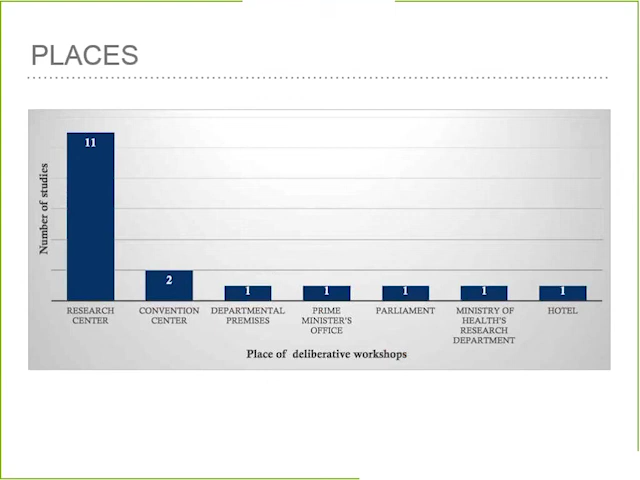 PLACES
Number of studies
11
2
1
1
1
1
1
RESEARCH CENTER
CONVENTION CENTER
DEPARTMENTAL PREMISES
PRIME MINISTER'S OFFICE
PARLIAMENT
MINISTRY OF HEALTH'S RESEARCH DEPARTMENT
HOTEL
Place of deliberative workshops